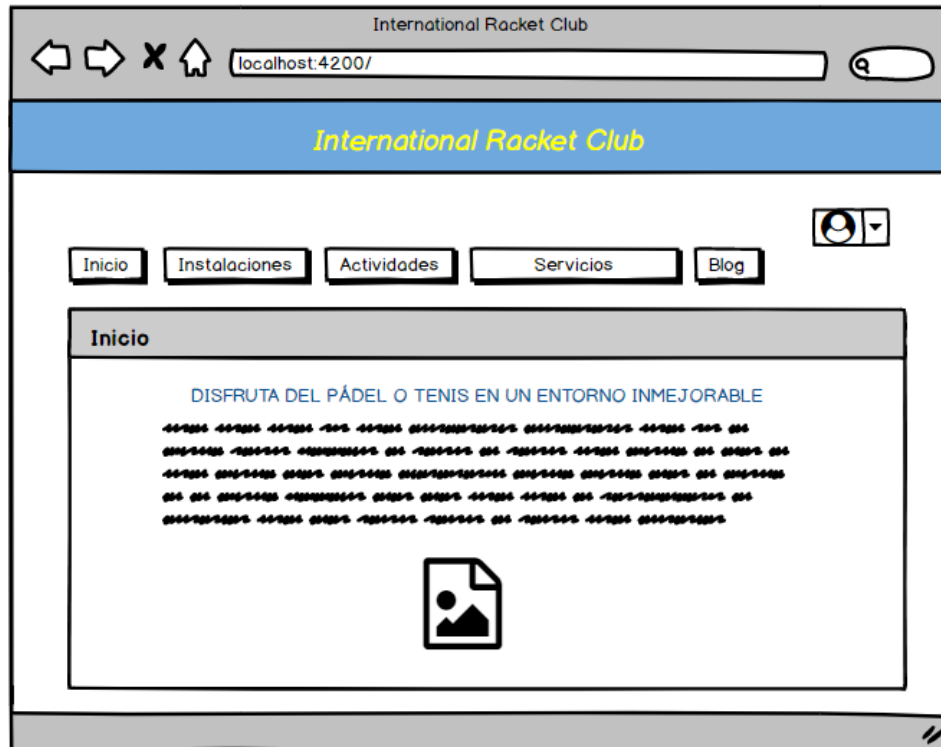 International Racket Club
localhost:4200/
International Racket Club
Inicio Instalaciones Actividades Servicios Blog
Inicio
DISFRUTA DEL PÁDEL O TENIS EN UN ENTORNO INMEJORABLE